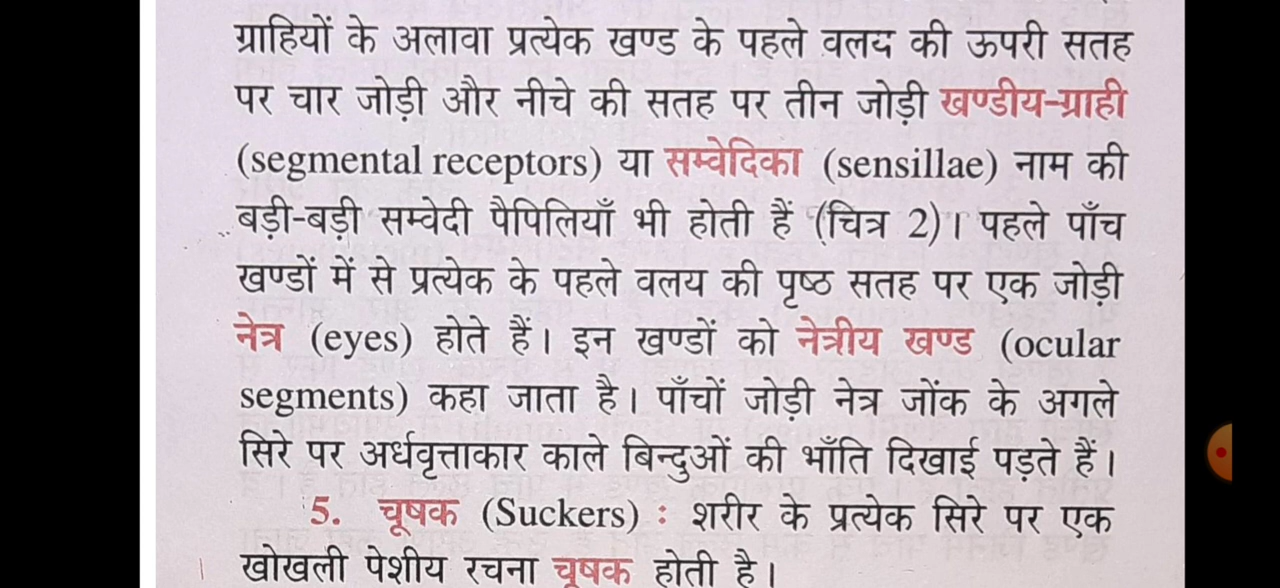 ग्राहियों के अलावा प्रत्येक खण्ड के पहले वलय की ऊपरी सतह
पर चार जोड़ी और नीचे की सतह पर तीन जोड़ी खण्डीय-ग्राही
(segmental receptors) या सम्वेदिका (sensillae) नाम की
बड़ी-बड़ी सम्वेदी पैपिलियाँ भी होती हैं (चित्र 2)। पहले पाँच
खण्डों में से प्रत्येक के पहले वलय की पृष्ठ सतह पर एक जोड़ी
नेत्र (eyes) होते हैं। इन खण्डों को नेत्रीय खण्ड (ocular
segments) कहा जाता है। पाँचों जोड़ी नेत्र जोंक के अगले
सिरे पर अर्धवृत्ताकार काले बिन्दुओं की भाँति दिखाई पड़ते हैं।
5. चूषक (Suckers) : शरीर के प्रत्येक सिरे पर एक
खोखली पेशीय रचना चूषक होती है।